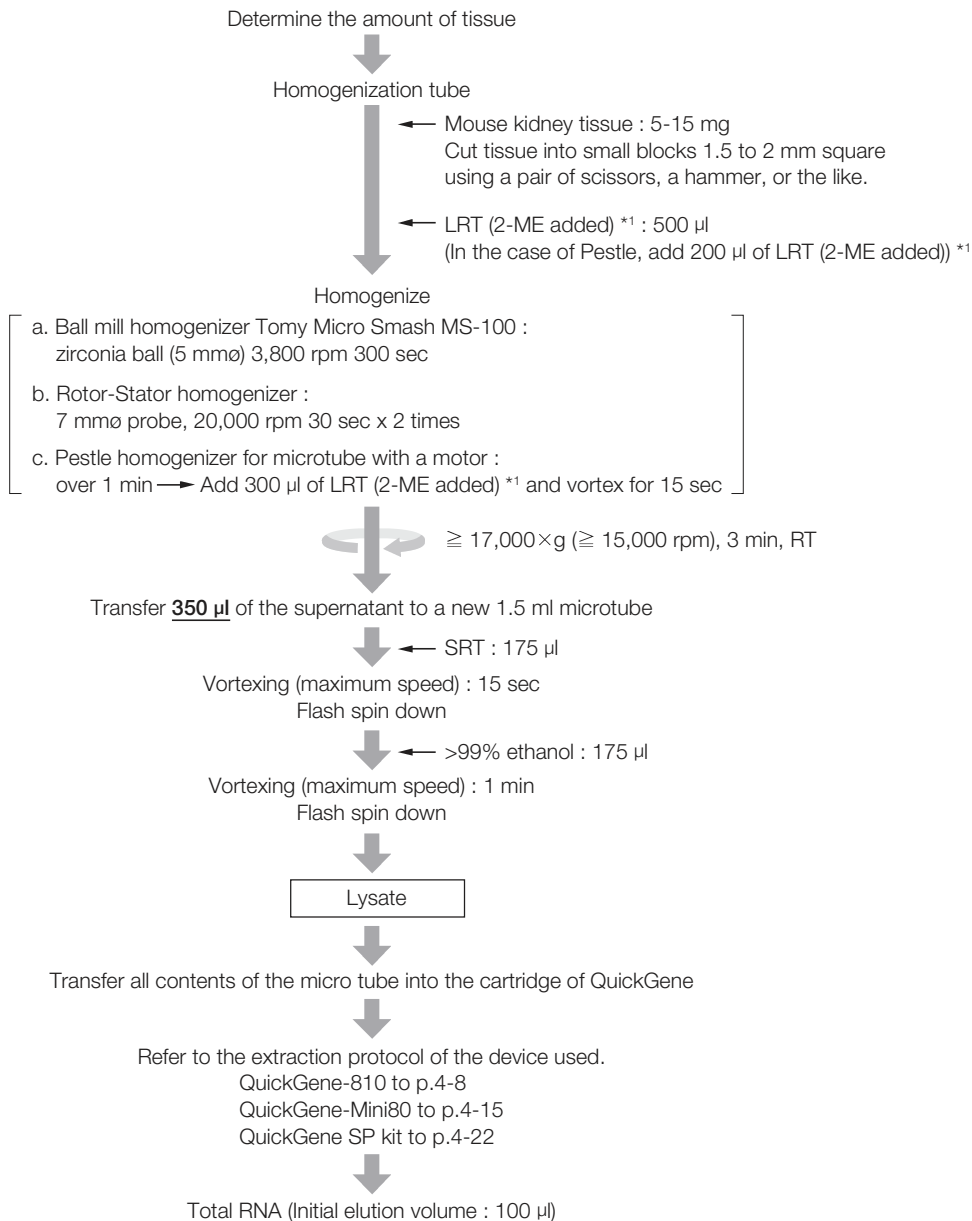 Determine the amount of tissue
Homogenization tube
Mouse kidney tissue : 5-15 mg
Cut tissue into small blocks 1.5 to 2 mm square
using a pair of scissors, a hammer, or the like.
LRT (2-ME added) *1 : 500 µl
(In the case of Pestle, add 200 µl of LRT (2-ME added)) *1
Homogenize
a. Ball mill homogenizer Tomy Micro Smash MS-100 :
zirconia ball (5 mmø) 3,800 rpm 300 sec
b. Rotor-Stator homogenizer :
7 mmø probe, 20,000 rpm 30 sec x 2 times
c. Pestle homogenizer for microtube with a motor :
over 1 min → Add 300 µl of LRT (2-ME added) *1 and vortex for 15 sec
≧ 17,000×g (≧ 15,000 rpm), 3 min, RT
Transfer 350 µl of the supernatant to a new 1.5 ml microtube
SRT : 175 µl
Vortexing (maximum speed) : 15 sec
Flash spin down
>99% ethanol : 175 µl
Vortexing (maximum speed) : 1 min
Flash spin down
Lysate
Transfer all contents of the micro tube into the cartridge of QuickGene
Refer to the extraction protocol of the device used.
QuickGene-810 to p.4-8
QuickGene-Mini80 to p.4-15
QuickGene SP kit to p.4-22
Total RNA (Initial elution volume : 100 µl)